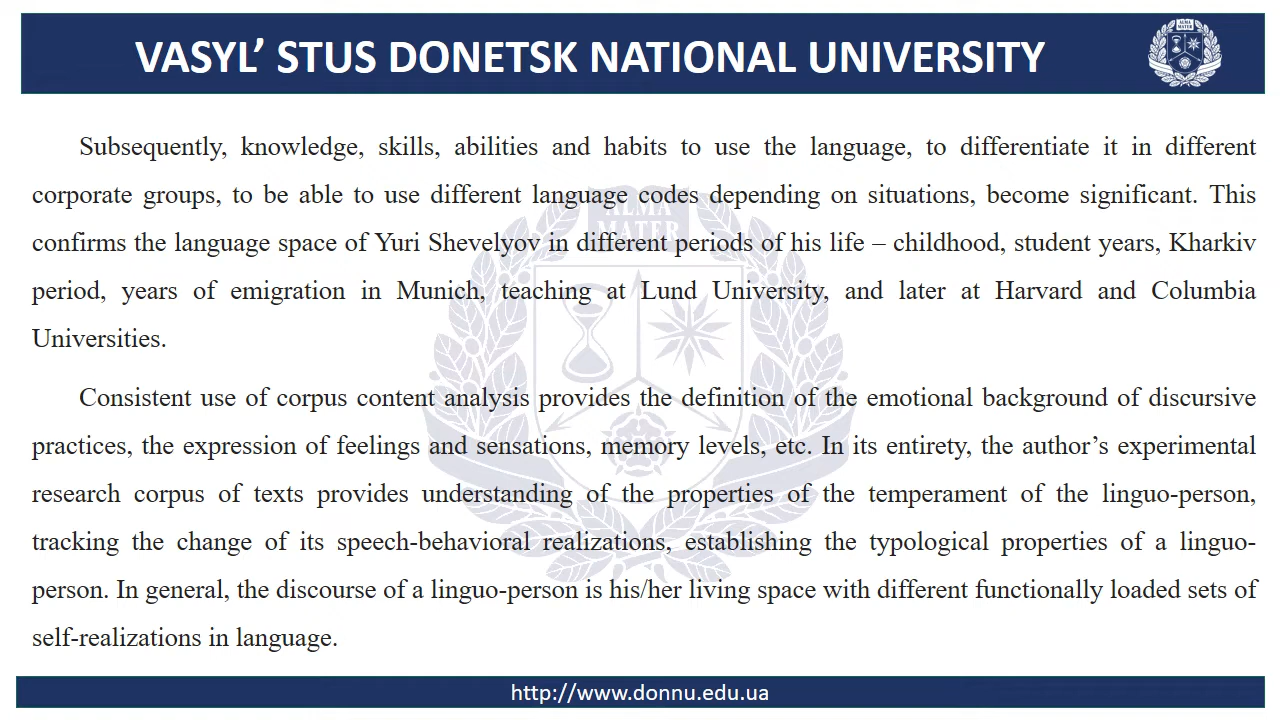 VASYL’ STUS DONETSK NATIONAL UNIVERSITY
ALMA
MATER
Subsequently, knowledge, skills, abilities and habits to use the language, to differentiate it in different
corporate groups, to be able to use different language codes depending on situations, become significant. This
confirms the language space of Yuri Shevelyov in different periods of his life – childhood, student years, Kharkiv
period, years of emigration in Munich, teaching at Lund University, and later at Harvard and Columbia
Universities.
Consistent use of corpus content analysis provides the definition of the emotional background of discursive
practices, the expression of feelings and sensations, memory levels, etc. In its entirety, the author’s experimental
research corpus of texts provides understanding of the properties of the temperament of the linguo-person,
tracking the change of its speech-behavioral realizations, establishing the typological properties of a linguo-
person. In general, the discourse of a linguo-person is his/her living space with different functionally loaded sets of
self-realizations in language.
ALMA
MATER
http://www.donnu.edu.ua